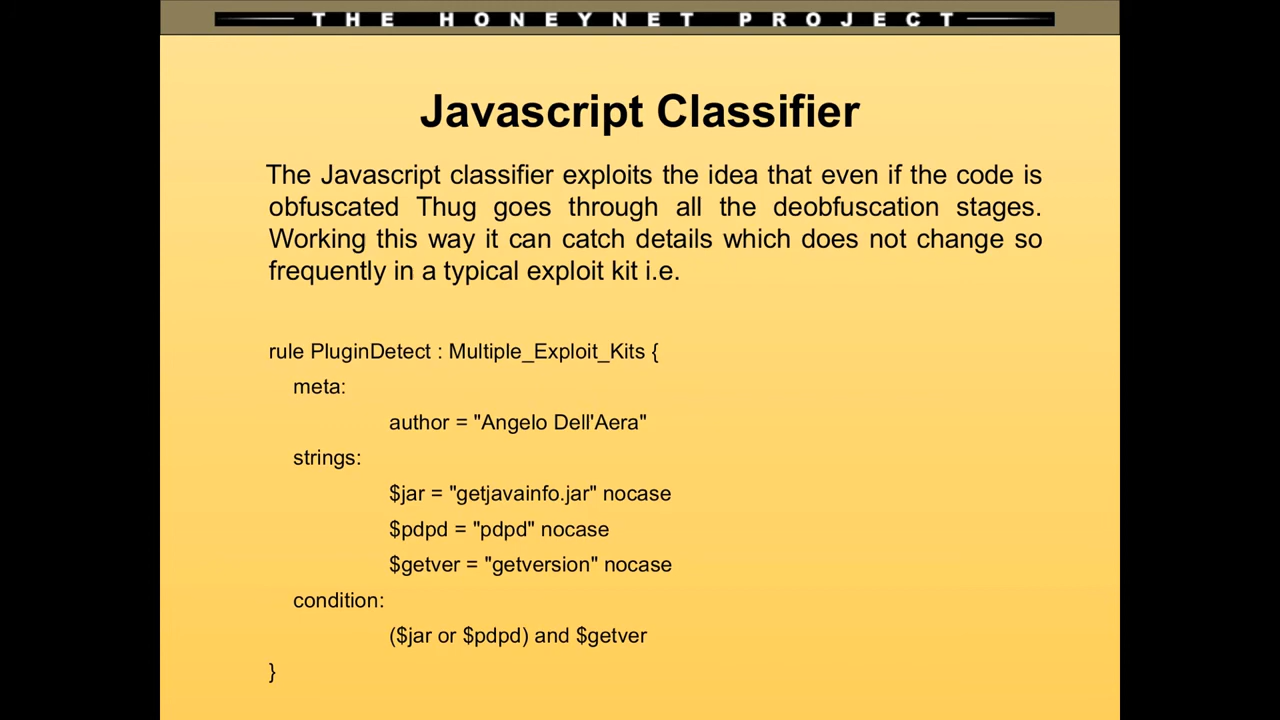 THE HONEYNET PROJECT
Javascript Classifier
The Javascript classifier exploits the idea that even if the code is
obfuscated Thug goes through all the deobfuscation stages.
Working this way it can catch details which does not change so
frequently in a typical exploit kit i.e.
rule PluginDetect : Multiple_Exploit_Kits {
meta:
author = "Angelo Dell'Aera"
strings:
$jar = "getjavainfo.jar" nocase
$pdpd = "pdpd" nocase
$getver = "getversion" nocase
condition:
($jar or $pdpd) and $getver
}